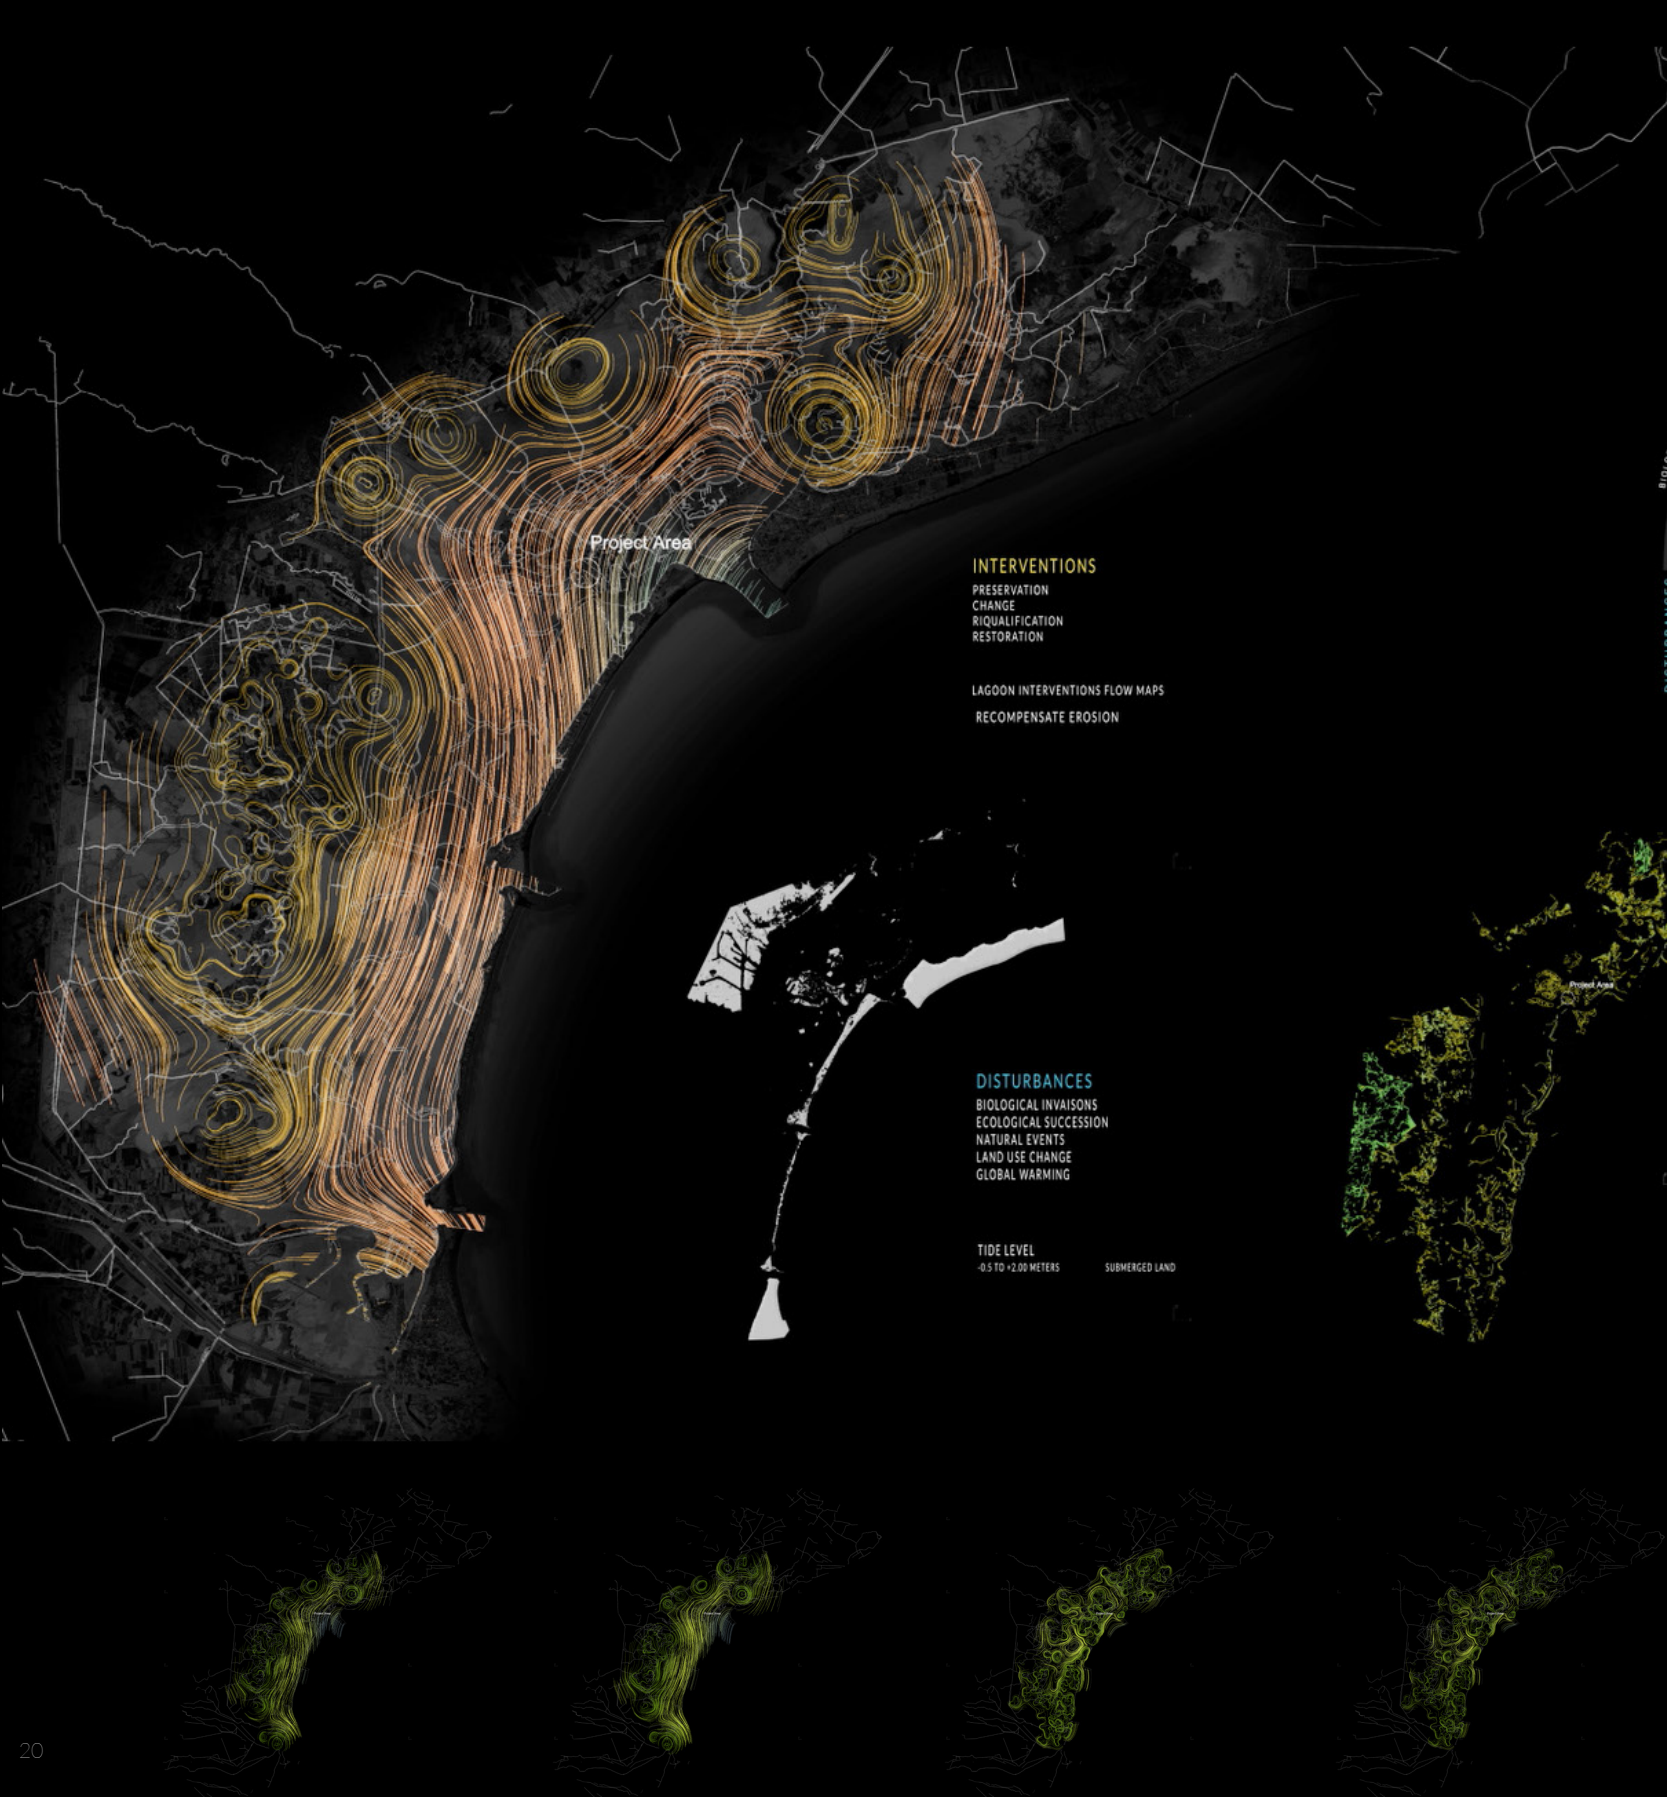 Project Area
INTERVENTIONS
PRESERVATION
CHANGE
RIQUALIFICATION
RESTORATION
LAGOON INTERVENTIONS FLOW MAPS
RECOMPENSATE EROSION
Project Area
DISTURBANCES
BIOLOGICAL INVAISONS
ECOLOGICAL SUCCESSION
NATURAL EVENTS
LAND USE CHANGE
GLOBAL WARMING
TIDE LEVEL
-0.5 TO +2.00 METERS SUBMERGED LAND
20